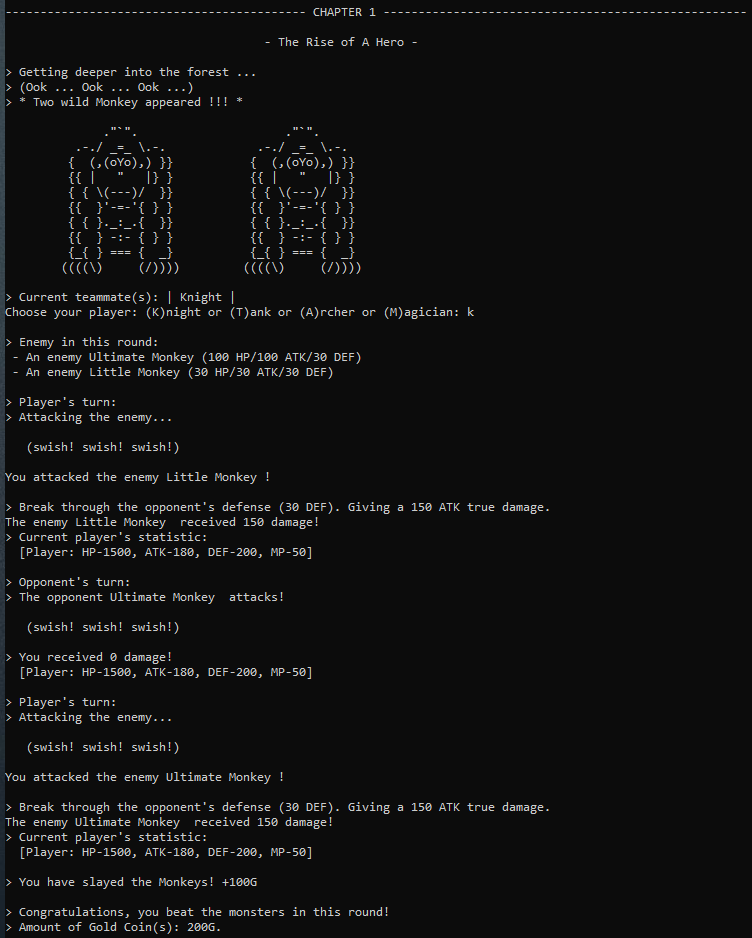 ------------------------------------------- CHAPTER 1 ----------------------------------------------------
- The Rise of A Hero -
> Getting deeper into the forest ...
> (Ook ... Ook ... Ook ...)
> * Two wild Monkey appeared !!! *
              ."`".                     ."`".
          .-./ _=_ \.-.             .-./ _=_ \.-.
         {  (,(oYo),) }}           {  (,(oYo),) }}
         {{ |   "   |} }           {{ |   "   |} }
         { { \(---)/  }}           { { \(---)/  }}
         {{  }'-=-'{ } }           {{  }'-=-'{ } }
         { { }._:_.{  }}           { { }._:_.{  }}
         {{  } -:- { } }           {{  } -:- { } }
         {_{ } === {  _}           {_{ } === {  _}
        ((((\)     (/))))         ((((\)     (/))))
> Current teammate(s): | Knight |
Choose your player: (K)night or (T)ank or (A)rcher or (M)agician: k
> Enemy in this round:
 - An enemy Ultimate Monkey (100 HP/100 ATK/30 DEF)
 - An enemy Little Monkey (30 HP/30 ATK/30 DEF)
> Player's turn:
> Attacking the enemy...
   (swish! swish! swish!)
You attacked the enemy Little Monkey !
> Break through the opponent's defense (30 DEF). Giving a 150 ATK true damage.
The enemy Little Monkey  received 150 damage!
> Current player's statistic:
  [Player: HP-1500, ATK-180, DEF-200, MP-50]
> Opponent's turn:
> The opponent Ultimate Monkey  attacks!
   (swish! swish! swish!)
> You received 0 damage!
  [Player: HP-1500, ATK-180, DEF-200, MP-50]
> Player's turn:
> Attacking the enemy...
   (swish! swish! swish!)
You attacked the enemy Ultimate Monkey !
> Break through the opponent's defense (30 DEF). Giving a 150 ATK true damage.
The enemy Ultimate Monkey  received 150 damage!
> Current player's statistic:
  [Player: HP-1500, ATK-180, DEF-200, MP-50]
> You have slayed the Monkeys! +100G
> Congratulations, you beat the monsters in this round!
> Amount of Gold Coin(s): 200G.